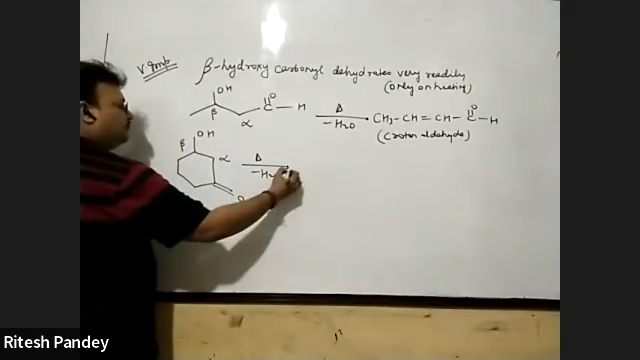 V. Imp β-hydroxy carbonyl dehydrates very readily
(only on heating)
OH
O
C — H
β
α
Δ
-H2O
CH3-CH=CH-C-H
O
(Croton aldehyde)
OH
β
α
Δ
-H
O
Ritesh Pandey